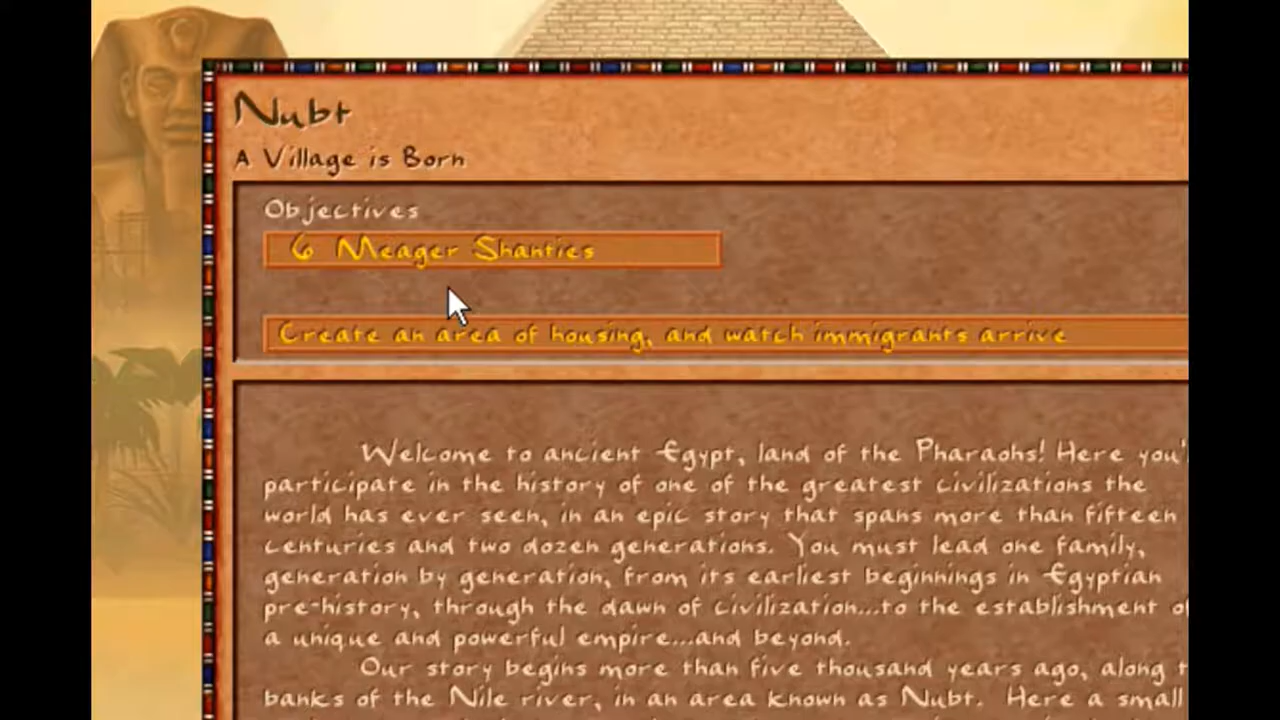 Nubt
A Village is Born
Objectives
6 Meager Shanties
Create an area of housing, and watch immigrants arrive
Welcome to ancient Egypt, land of the Pharaohs! Here you'
participate in the history of one of the greatest civilizations the
world has ever seen, in an epic story that spans more than fifteen
centuries and two dozen generations. You must lead one family,
generation by generation, from its earliest beginnings in Egyptian
pre-history, through the dawn of civilization...to the establishment of
a unique and powerful empire...and beyond.
Our story begins more than five thousand years ago, along
banks of the Nile river, in an area known as Nubt. Here a small